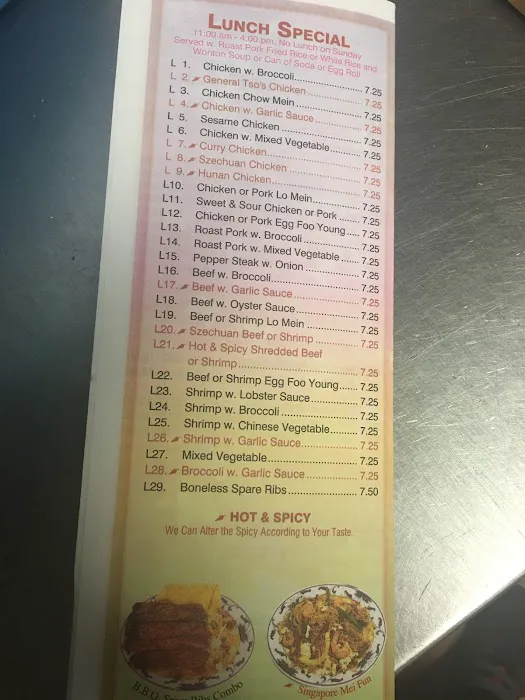 LUNCH SPECIAL
11:00 am - 4:00 pm, No Lunch on Sunday
Served w. Roast Pork Fried Rice or White Rice and
Wonton Soup or Can of Soda or Egg Roll
L 1. Chicken w. Broccoli 7.25
L 2. General Tso's Chicken 7.25
L 3. Chicken Chow Mein 7.25
L 4. Chicken w. Garlic Sauce 7.25
L 5. Sesame Chicken 7.25
L 6. Chicken w. Mixed Vegetable 7.25
L 7. Curry Chicken 7.25
L 8. Szechuan Chicken 7.25
L 9. Hunan Chicken 7.25
L10. Chicken or Pork Lo Mein 7.25
L11. Sweet & Sour Chicken or Pork 7.25
L12. Chicken or Pork Egg Foo Young 7.25
L13. Roast Pork w. Broccoli 7.25
L14. Roast Pork w. Mixed Vegetable 7.25
L15. Pepper Steak w. Onion 7.25
L16. Beef w. Broccoli 7.25
L17. Beef w. Garlic Sauce 7.25
L18. Beef w. Oyster Sauce 7.25
L19. Beef or Shrimp Lo Mein 7.25
L20. Szechuan Beef or Shrimp 7.25
L21. Hot & Spicy Shredded Beef
or Shrimp 7.25
L22. Beef or Shrimp Egg Foo Young 7.25
L23. Shrimp w. Lobster Sauce 7.25
L24. Shrimp w. Broccoli 7.25
L25. Shrimp w. Chinese Vegetable 7.25
L26. Shrimp w. Garlic Sauce 7.25
L27. Mixed Vegetable 7.25
L28. Broccoli w. Garlic Sauce 7.25
L29. Boneless Spare Ribs 7.50
HOT & SPICY
We Can Alter the Spicy According to Your Taste.
B.B.Q. Spare Ribs Combo
Singapore Mei Fun